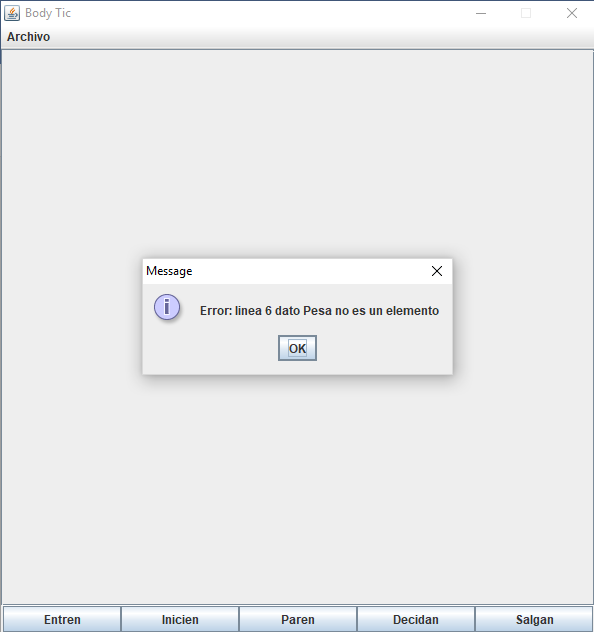 Body Tic
Archivo
Message
Error: linea 6 dato Pesa no es un elemento
OK
Entren Inicien Paren Decidan Salgan